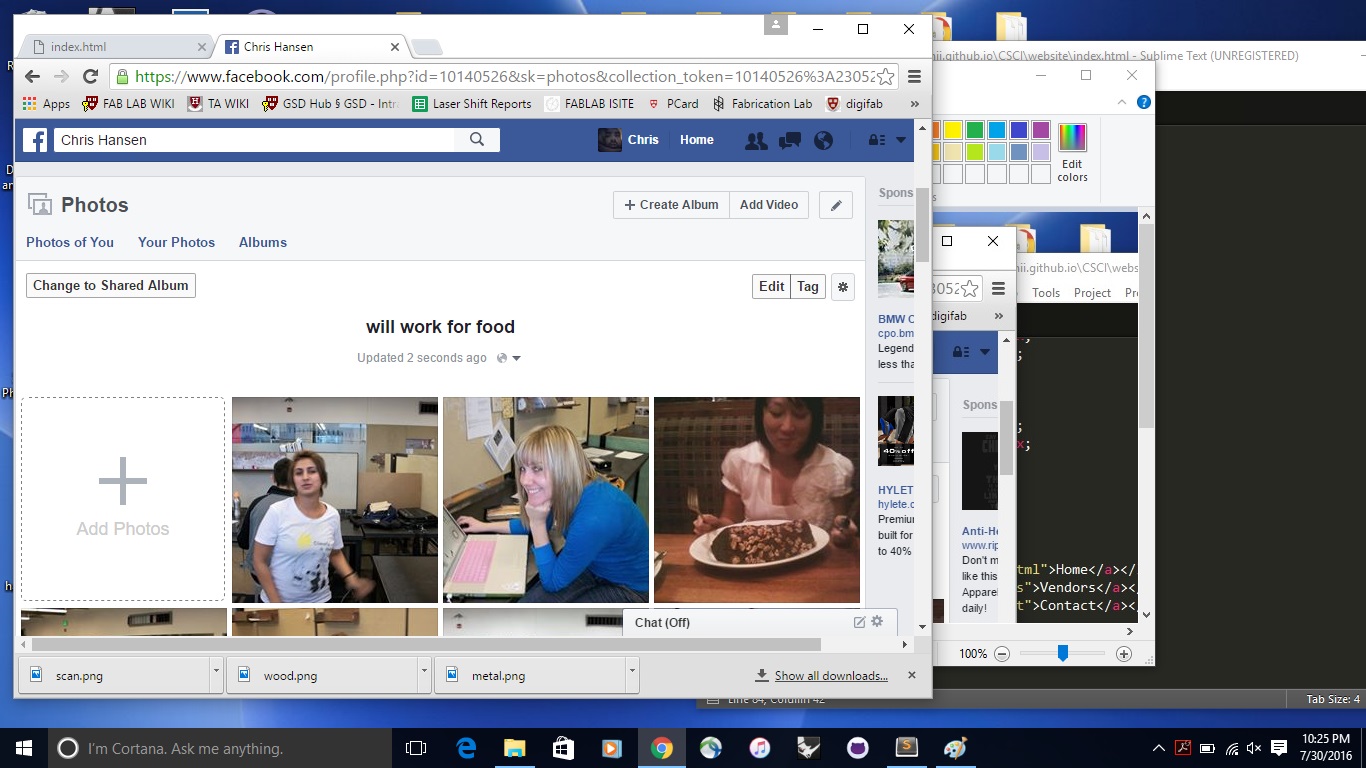 index.html
Chris Hansen
ii.github.io\CSCI\website\index.html - Sublime Text (UNREGISTERED)
https://www.facebook.com/profile.php?id=10140526&sk=photos&collection_token=10140526%3A23052
Apps FAB LAB WIKI TA WIKI GSD Hub § GSD - Intr Laser Shift Reports FABLAB ISITE PCard Fabrication Lab digifab »
Chris Hansen
Chris Home
Edit
colors
Photos
Create Album Add Video
Spons
Photos of You Your Photos Albums
Change to Shared Album
Edit Tag
will work for food
Updated 2 seconds ago
BMW C
cpo.bm
Legend
less tha
40% off
HYLET
hylete.c
Premiu
built for
to 40%
Add Photos
Chat (Off)
ii.github.io\CSCI\webs
3052
Tools Project Pr
digifab »
Spons
Anti-He
www.rip
Don't m
like this
Appare
daily!
tml">Home</a></
s">Vendors</a></
t">Contact</a></
100%
scan.png
wood.png
metal.png
Show all downloads...
Line 64, Column 42
Tab Size: 4
I'm Cortana. Ask me anything.
10:25 PM
7/30/2016